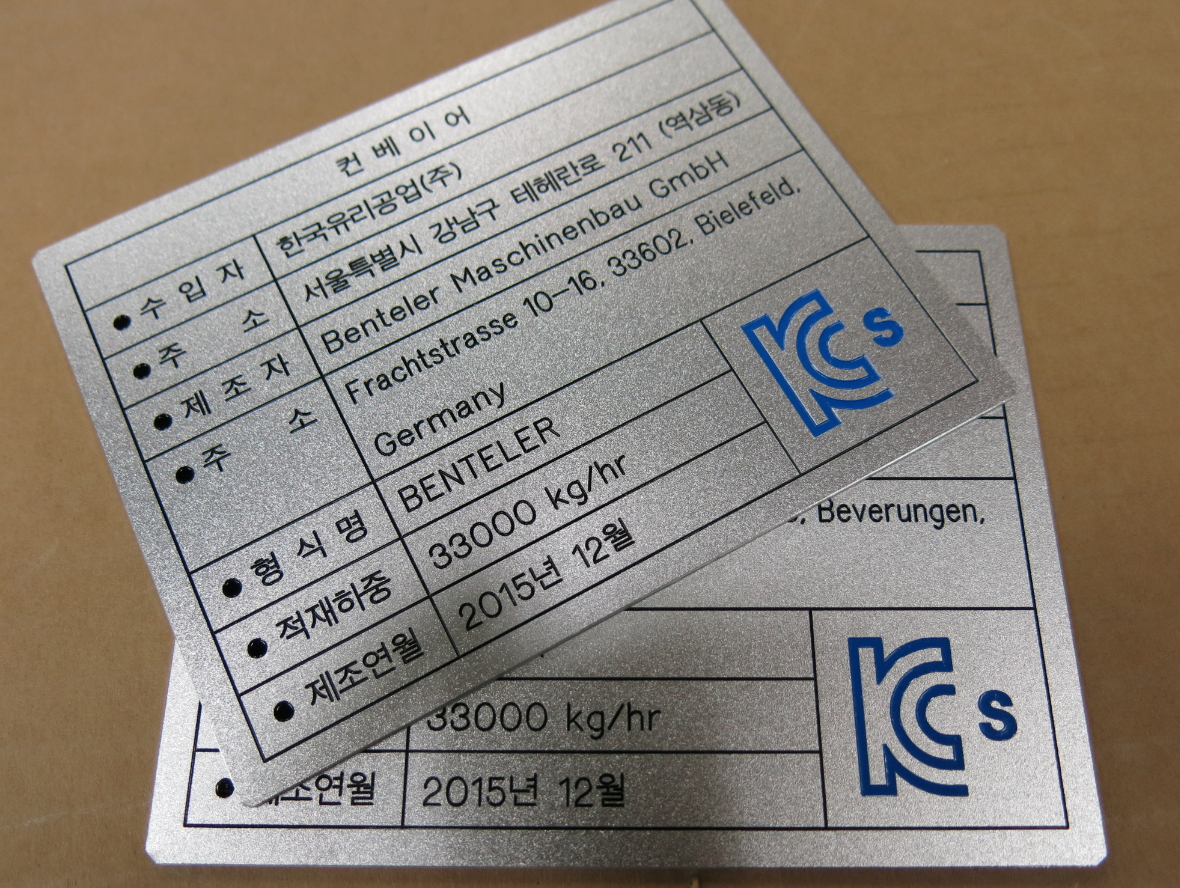 컨 베 이 어
● 수 입 자 한국유리공업(주)
● 주 소 서울특별시 강남구 테헤란로 211 (역삼동)
● 제 조 자 Benteler Maschinenbau GmbH
● 주 소 Frachtstrasse 10-16, 33602, Bielefeld,
Germany
● 형 식 명 BENTELER
● 적재하중 33000 kg/hr
● 제조연월 2015년 12월
KCs
Beverungen,
33000 kg/hr
● 조연월 2015년 12월
KCs